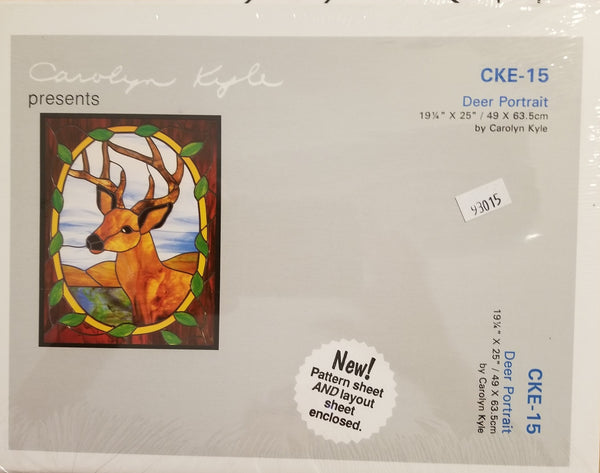 Carolyn Kyle
presents
CKE-15
Deer Portrait
19¼" X 25" / 49 X 63.5cm
by Carolyn Kyle
93015
New!
Pattern sheet
AND layout
sheet
enclosed.
CKE-15
Deer Portrait
19¼" X 25" / 49 X 63.5cm
by Carolyn Kyle